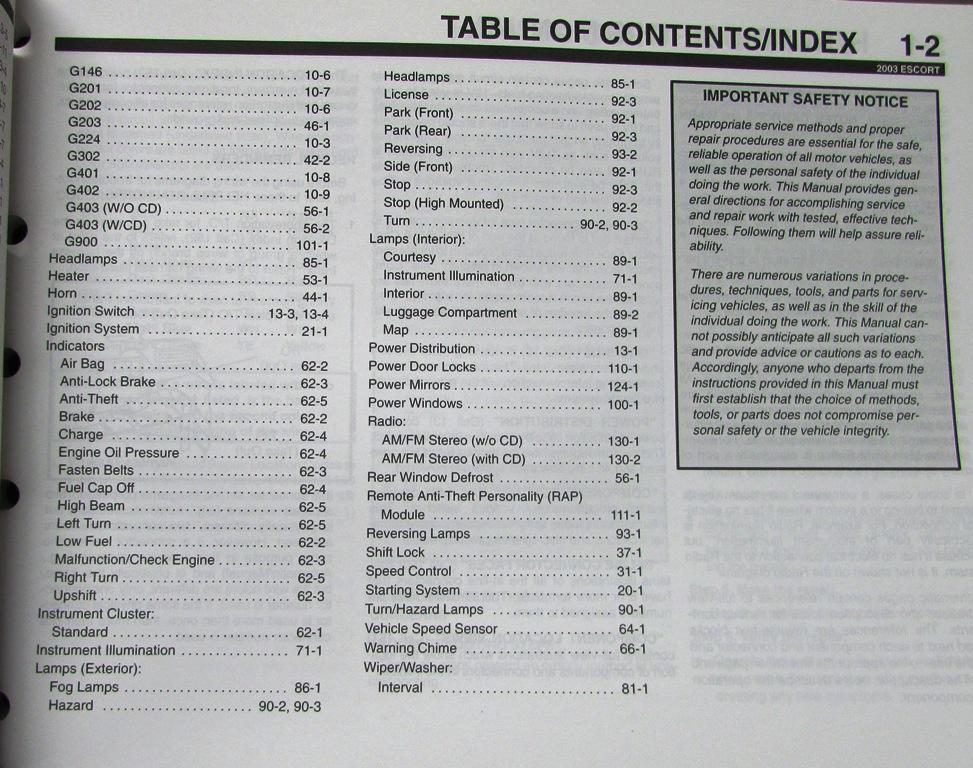 TABLE OF CONTENTS/INDEX 1-2
2003 ESCORT
G146 .......................... 10-6
G201 .......................... 10-7
G202 .......................... 10-6
G203 .......................... 46-1
G224 .......................... 10-3
G302 .......................... 42-2
G401 .......................... 10-8
G402 .......................... 10-9
G403 (W/O CD) .................. 56-1
G403 (W/CD) .................... 56-2
G900 .......................... 101-1
Headlamps ...................... 85-1
Heater ......................... 53-1
Horn ........................... 44-1
Ignition Switch ............ 13-3, 13-4
Ignition System ................. 21-1
Indicators
Air Bag ........................ 62-2
Anti-Lock Brake ................. 62-3
Anti-Theft ...................... 62-5
Brake .......................... 62-2
Charge ......................... 62-4
Engine Oil Pressure .............. 62-4
Fasten Belts .................... 62-3
Fuel Cap Off .................... 62-4
High Beam ...................... 62-5
Left Turn ....................... 62-5
Low Fuel ....................... 62-2
Malfunction/Check Engine ......... 62-3
Right Turn ...................... 62-5
Upshift ......................... 62-3
Instrument Cluster:
Standard ....................... 62-1
Instrument Illumination ............ 71-1
Lamps (Exterior):
Fog Lamps ...................... 86-1
Hazard .................... 90-2, 90-3
Headlamps ...................... 85-1
License ........................ 92-3
Park (Front) .................... 92-1
Park (Rear) ..................... 92-3
Reversing ...................... 93-2
Side (Front) .................... 92-1
Stop ........................... 92-3
Stop (High Mounted) ............. 92-2
Turn ....................... 90-2, 90-3
Lamps (Interior):
Courtesy ....................... 89-1
Instrument Illumination ........... 71-1
Interior ........................ 89-1
Luggage Compartment ............ 89-2
Map ............................ 89-1
Power Distribution ................ 13-1
Power Door Locks ................ 110-1
Power Mirrors ................... 124-1
Power Windows .................. 100-1
Radio:
AM/FM Stereo (w/o CD) .......... 130-1
AM/FM Stereo (with CD) ......... 130-2
Rear Window Defrost .............. 56-1
Remote Anti-Theft Personality (RAP)
Module ........................ 111-1
Reversing Lamps ................. 93-1
Shift Lock ...................... 37-1
Speed Control ................... 31-1
Starting System .................. 20-1
Turn/Hazard Lamps ............... 90-1
Vehicle Speed Sensor ............. 64-1
Warning Chime ................... 66-1
Wiper/Washer:
Interval ........................ 81-1
IMPORTANT SAFETY NOTICE
Appropriate service methods and proper
repair procedures are essential for the safe,
reliable operation of all motor vehicles, as
well as the personal safety of the individual
doing the work. This Manual provides gen-
eral directions for accomplishing service
and repair work with tested, effective tech-
niques. Following them will help assure reli-
ability.
There are numerous variations in proce-
dures, techniques, tools, and parts for serv-
icing vehicles, as well as in the skill of the
individual doing the work. This Manual can-
not possibly anticipate all such variations
and provide advice or cautions as to each.
Accordingly, anyone who departs from the
instructions provided in this Manual must
first establish that the choice of methods,
tools, or parts does not compromise per-
sonal safety or the vehicle integrity.